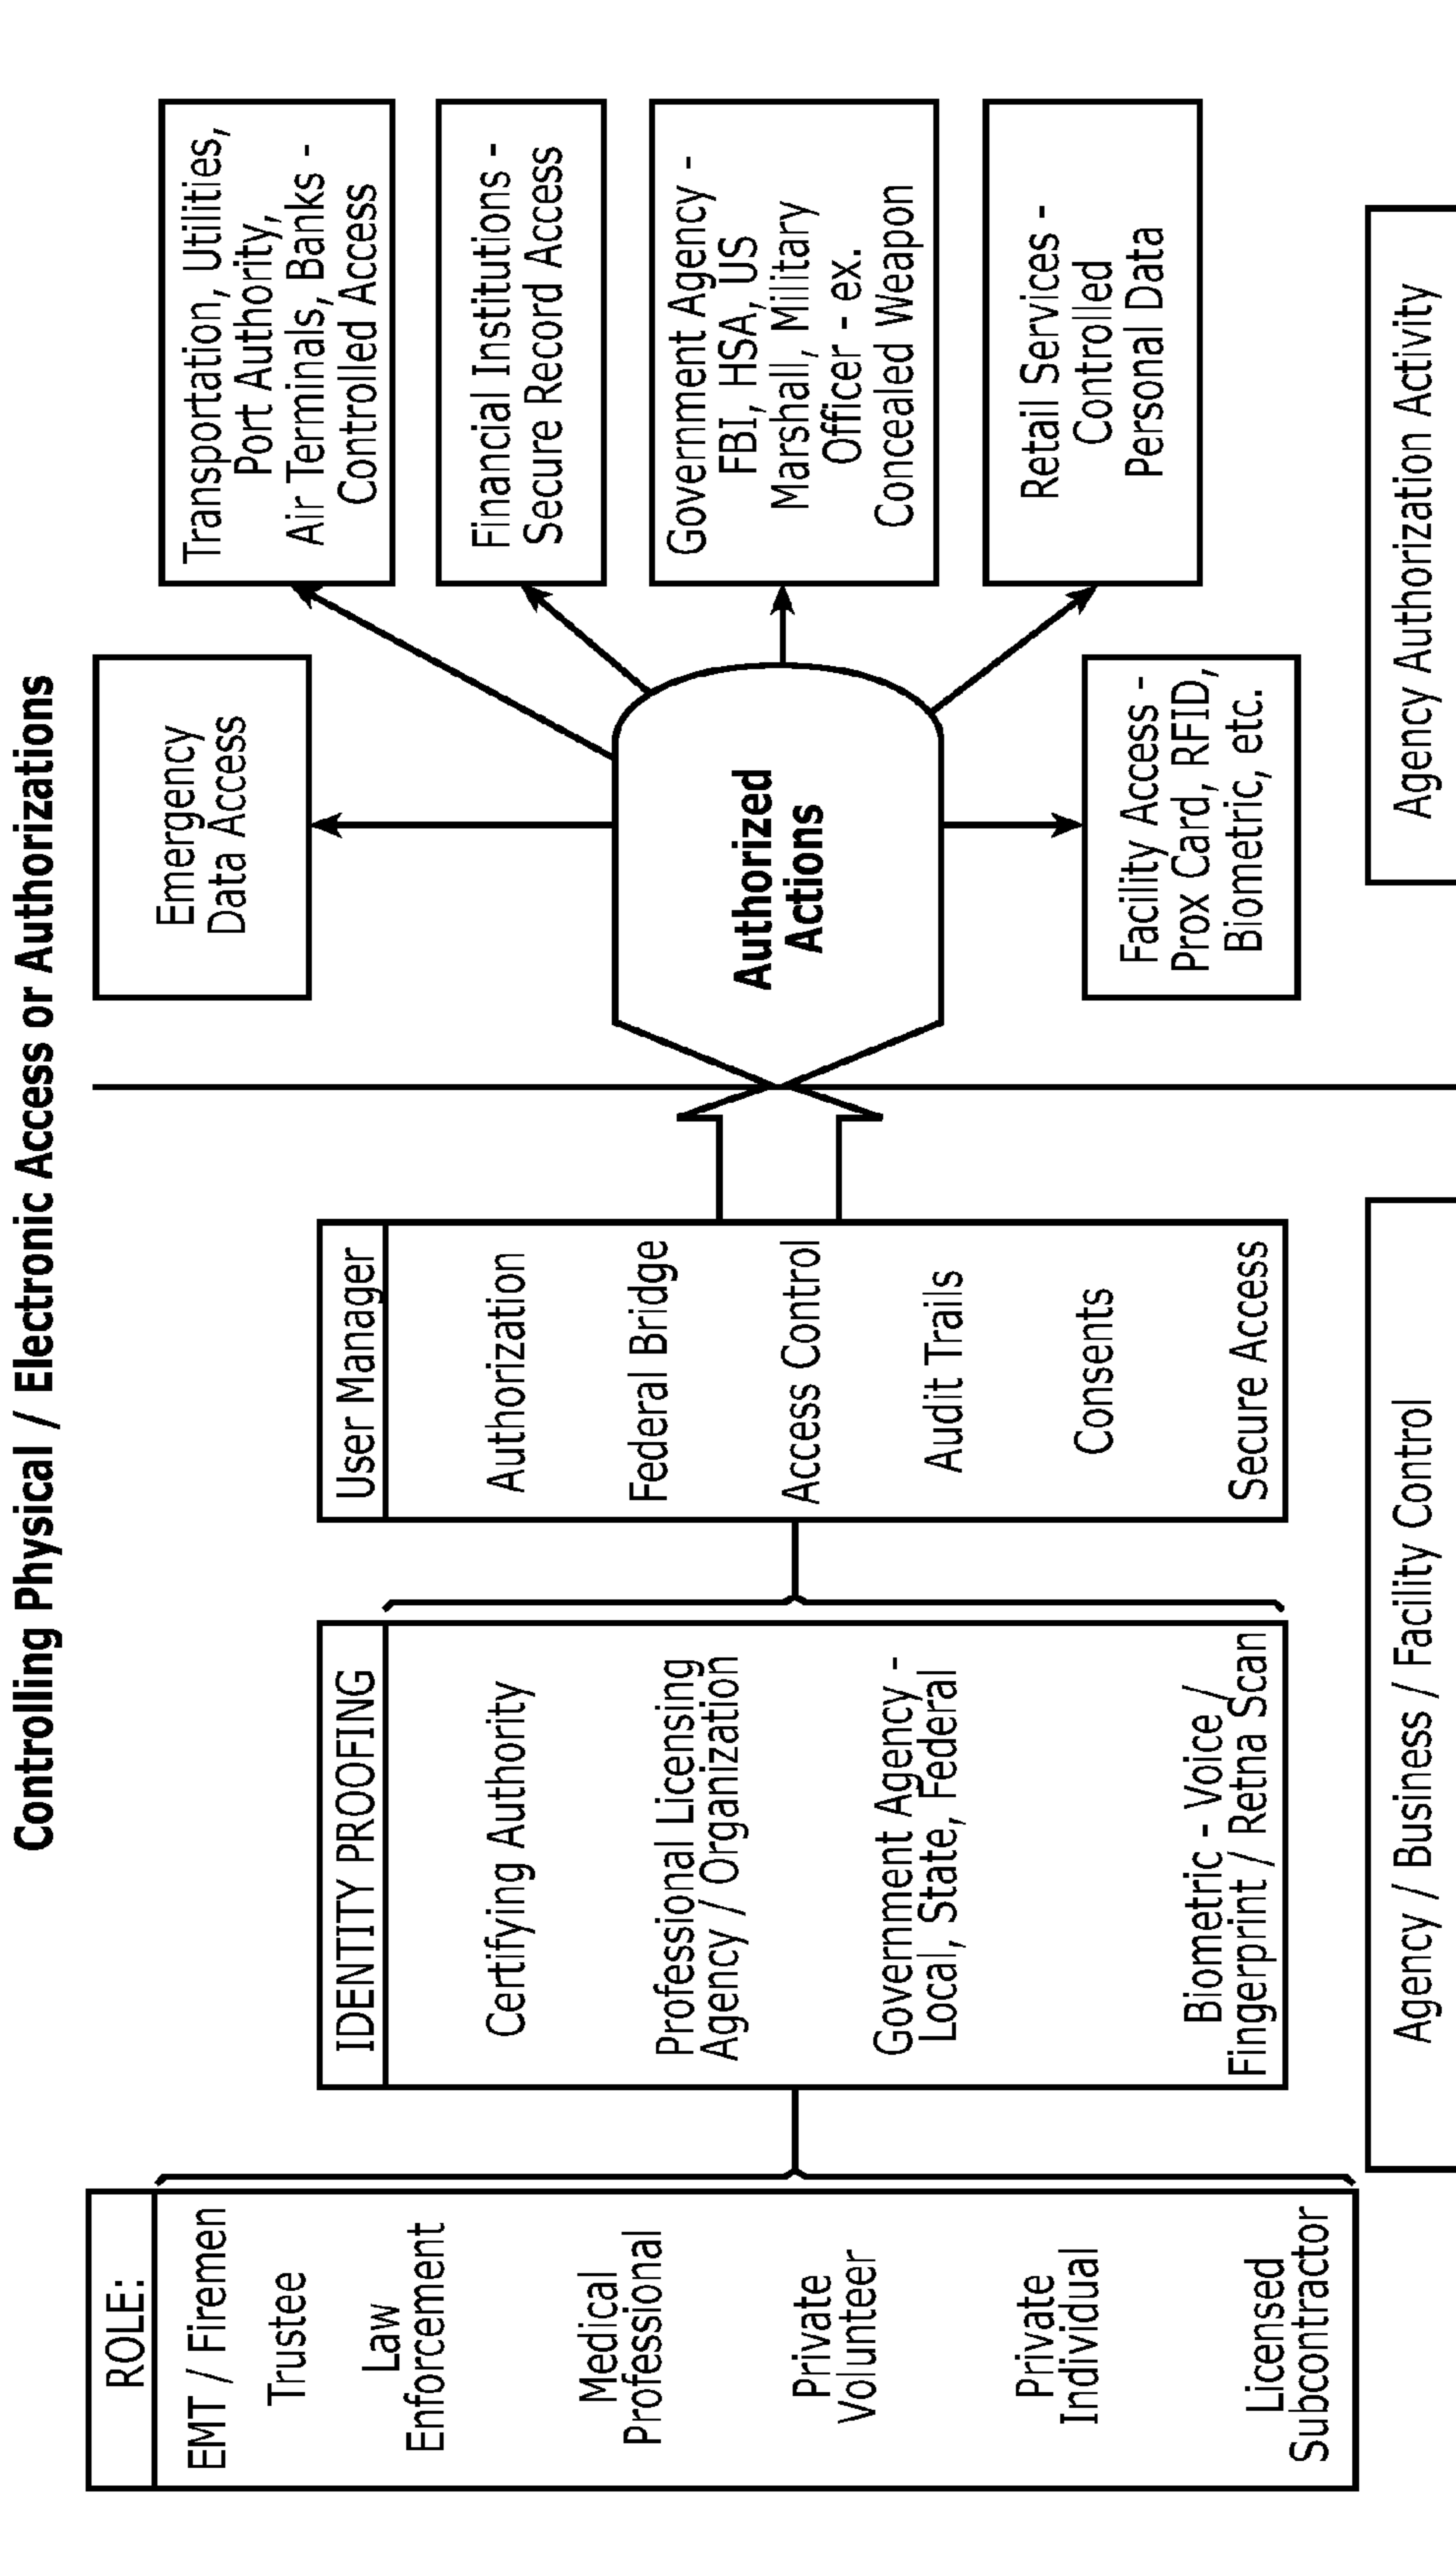 Controlling Physical / Electronic Access or Authorizations
ROLE:
EMT / Firemen
Trustee
Law
Enforcement
Medical
Professional
Private
Volunteer
Private
Individual
Licensed
Subcontractor
IDENTITY PROOFING
Certifying Authority
Professional Licensing
Agency / Organization
Government Agency -
Local, State, Federal
Biometric - Voice /
Fingerprint / Retna Scan
User Manager
Authorization
Federal Bridge
Access Control
Audit Trails
Consents
Secure Access
Authorized
Actions
Emergency
Data Access
Transportation, Utilities,
Port Authority,
Air Terminals, Banks -
Controlled Access
Financial Institutions -
Secure Record Access
Government Agency -
FBI, HSA, US
Marshall, Military
Officer - ex.
Concealed Weapon
Retail Services -
Controlled
Personal Data
Facility Access -
Prox Card, RFID,
Biometric, etc.
Agency / Business / Facility Control
Agency Authorization Activity